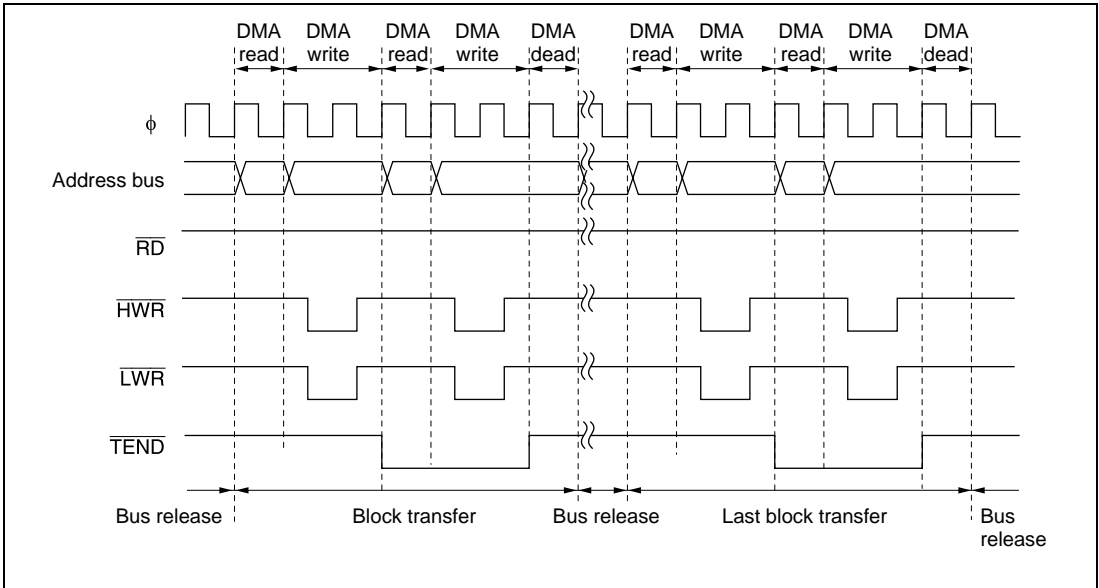 DMA DMA DMA DMA DMA DMA DMA DMA DMA DMA
read write read write dead read write read write dead
ϕ
Address bus
RD
HWR
LWR
TEND
Bus release Block transfer Bus release Last block transfer Bus
release